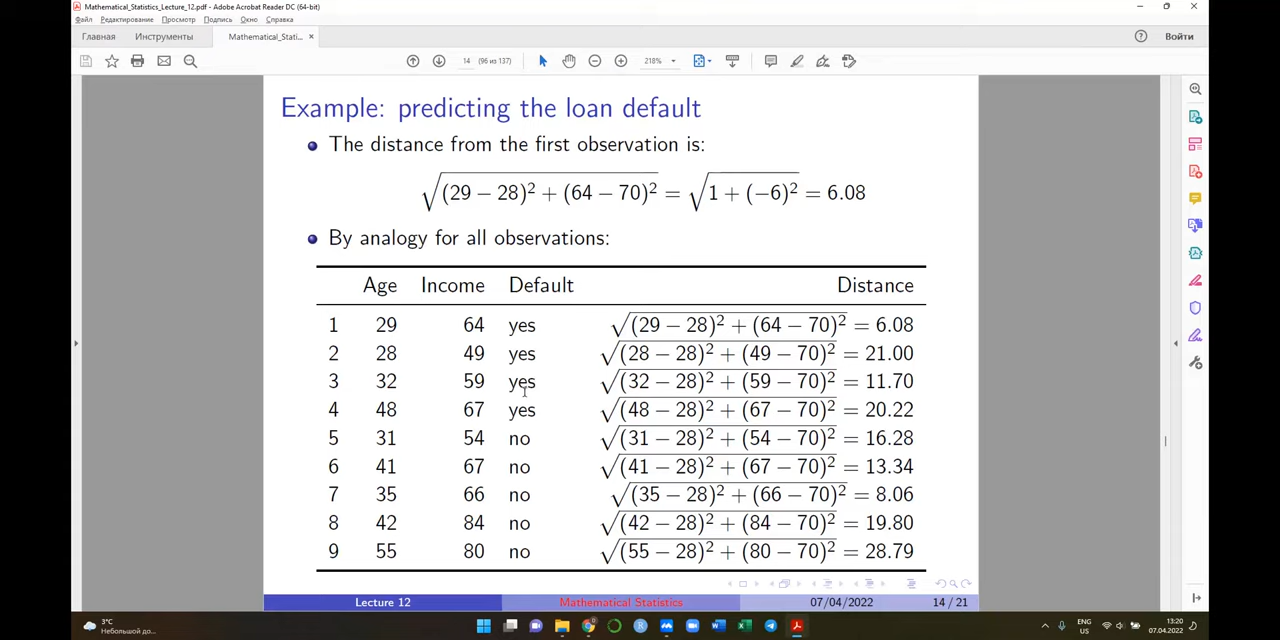 Mathematical_Statistics_Lecture_12.pdf - Adobe Acrobat Reader DC (64-bit)
Файл Редактирование Просмотр Подпись Окно Справка
Главная Инструменты Mathematical_Stati... ×
Войти
14 (96 из 137) 218%
Example: predicting the loan default
The distance from the first observation is:
√(29 − 28)² + (64 − 70)² = √1 + (−6)² = 6.08
By analogy for all observations:
Age Income Default Distance
1 29 64 yes √(29 − 28)² + (64 − 70)² = 6.08
2 28 49 yes √(28 − 28)² + (49 − 70)² = 21.00
3 32 59 yes √(32 − 28)² + (59 − 70)² = 11.70
4 48 67 yes √(48 − 28)² + (67 − 70)² = 20.22
5 31 54 no √(31 − 28)² + (54 − 70)² = 16.28
6 41 67 no √(41 − 28)² + (67 − 70)² = 13.34
7 35 66 no √(35 − 28)² + (66 − 70)² = 8.06
8 42 84 no √(42 − 28)² + (84 − 70)² = 19.80
9 55 80 no √(55 − 28)² + (80 − 70)² = 28.79
Lecture 12 Mathematical Statistics 07/04/2022 14 / 21
3°C
Небольшой до...
ENG
US
13:20
07.04.2022